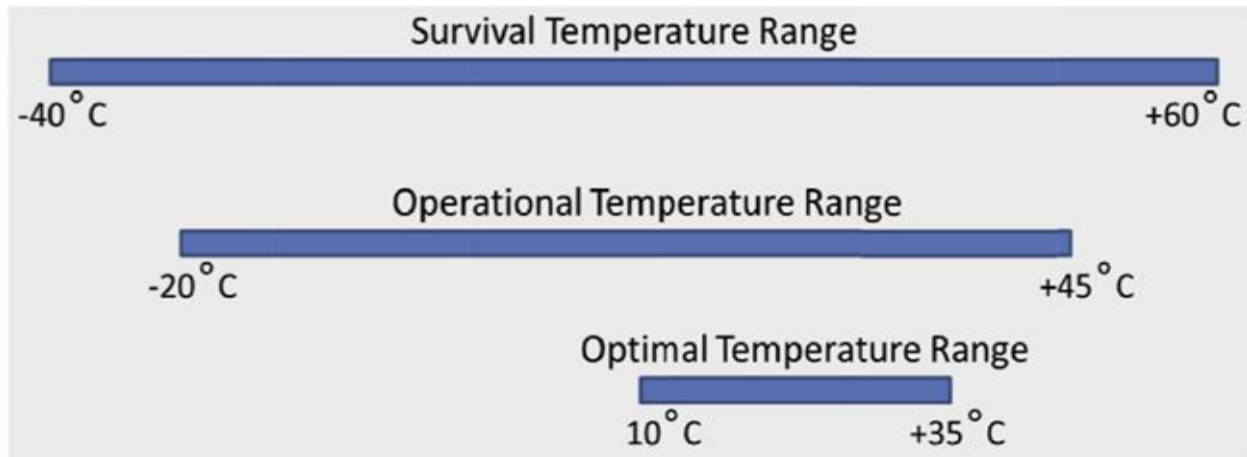 Survival Temperature Range
-40°C +60°C
Operational Temperature Range
-20°C +45°C
Optimal Temperature Range
10°C +35°C